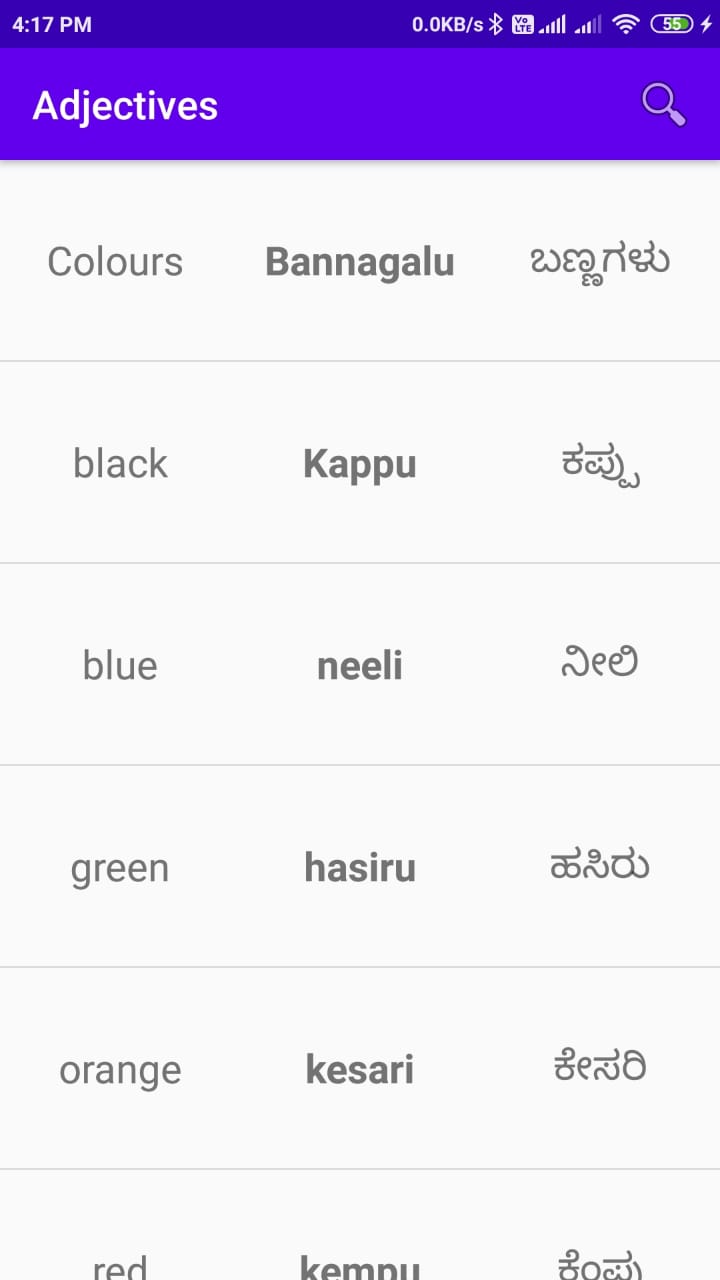 4:17 PM 0.0KB/s Vo LTE 55
Adjectives
Colours Bannagalu ಬಣ್ಣಗಳು
black Kappu ಕಪ್ಪು
blue neeli ನೀಲಿ
green hasiru ಹಸಿರು
orange kesari ಕೇಸರಿ
red kempu ಕೆಂಪು